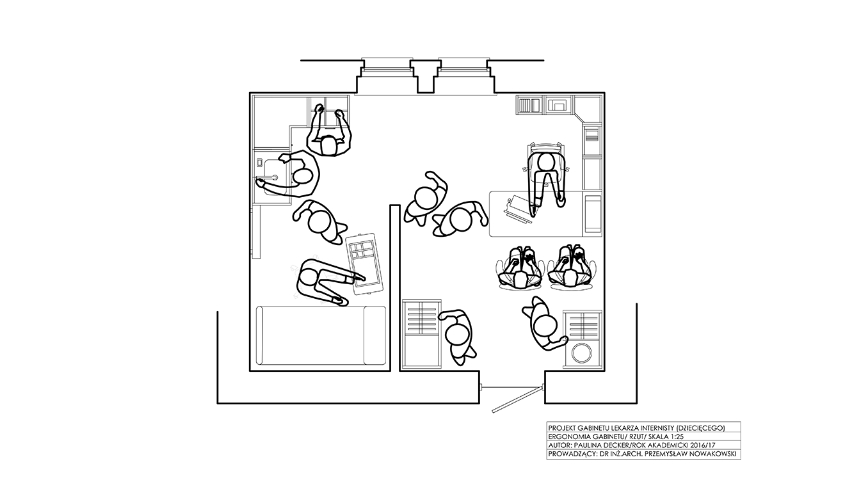 PROJEKT GABINETU LEKARZA INTERNISTY (DZIECIĘCEGO)
ERGONOMIA GABINETU/ RZUT/ SKALA 1:25
AUTOR: PAULINA DECKER/ROK AKADEMICKI 2016/17
PROWADZĄCY: DR INŻ.ARCH. PRZEMYSŁAW NOWAKOWSKI